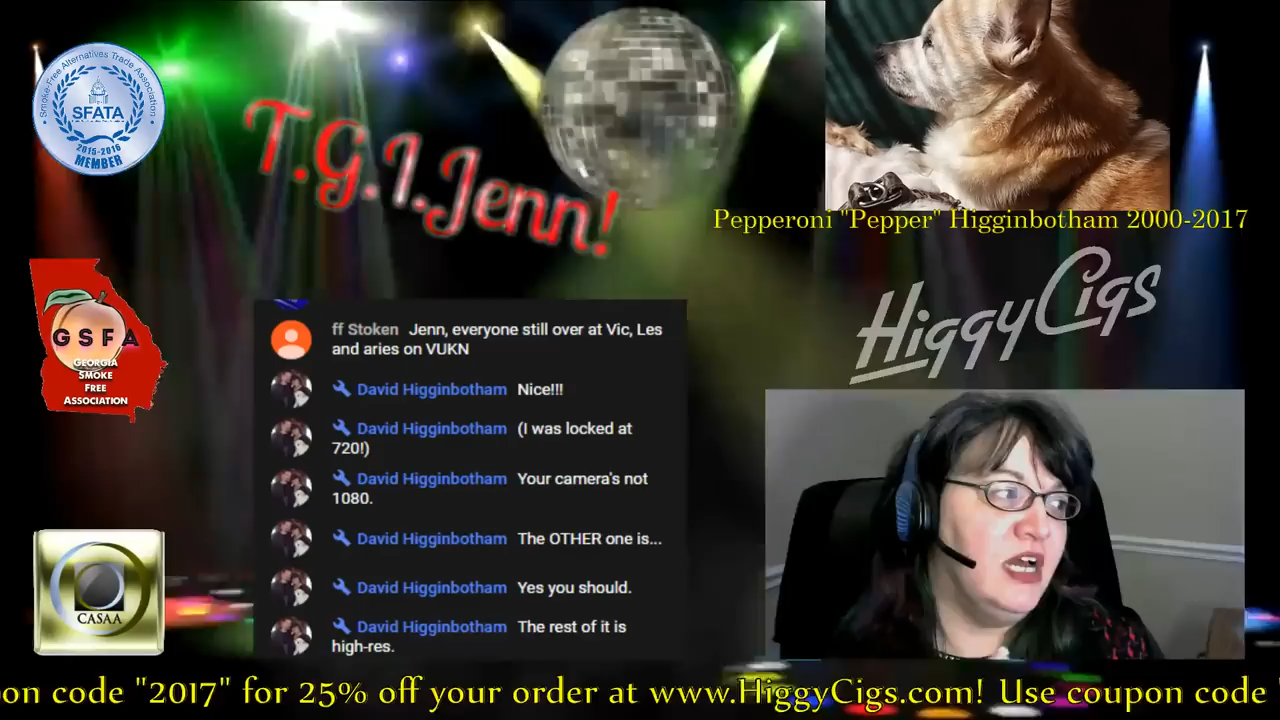 Smoke-Free Alternatives Trade Association
SFATA
2015-2016
MEMBER
T.G.I.Jenn!
Pepperoni "Pepper" Higginbotham 2000-2017
HiggyCigs
GSFA
GEORGIA
SMOKE
FREE
ASSOCIATION
ff Stoken Jenn, everyone still over at Vic, Les
and aries on VUKN
David Higginbotham Nice!!!
David Higginbotham (I was locked at
720!)
David Higginbotham Your camera's not
1080.
David Higginbotham The OTHER one is...
David Higginbotham Yes you should.
David Higginbotham The rest of it is
high-res.
CASAA
on code "2017" for 25% off your order at www.HiggyCigs.com! Use coupon code "